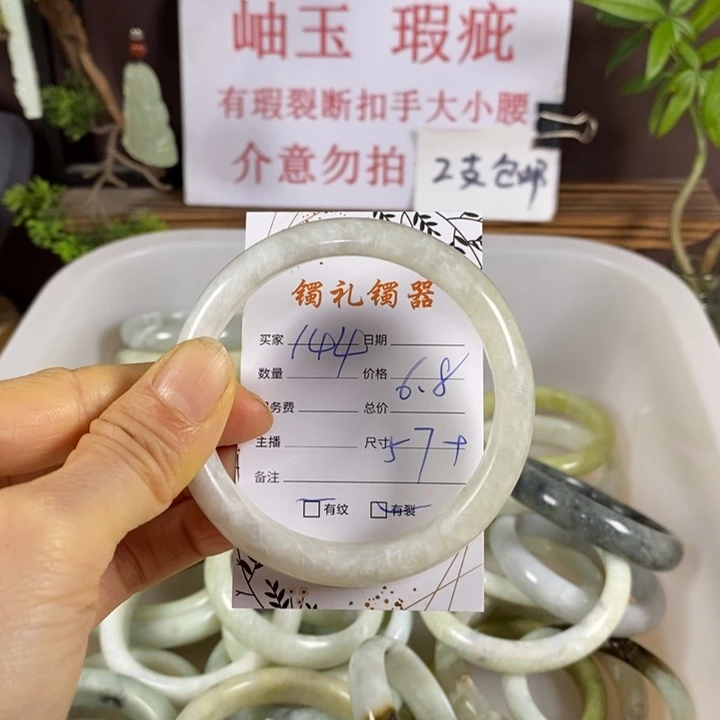 岫玉 瑕疵
有瑕裂断扣手大小腰
介意勿拍
2支包邮
镯礼镯器
买家 144 日期
数量 价格 6.8
务费 总价
主播 尺寸 57+
备注
有纹 有裂